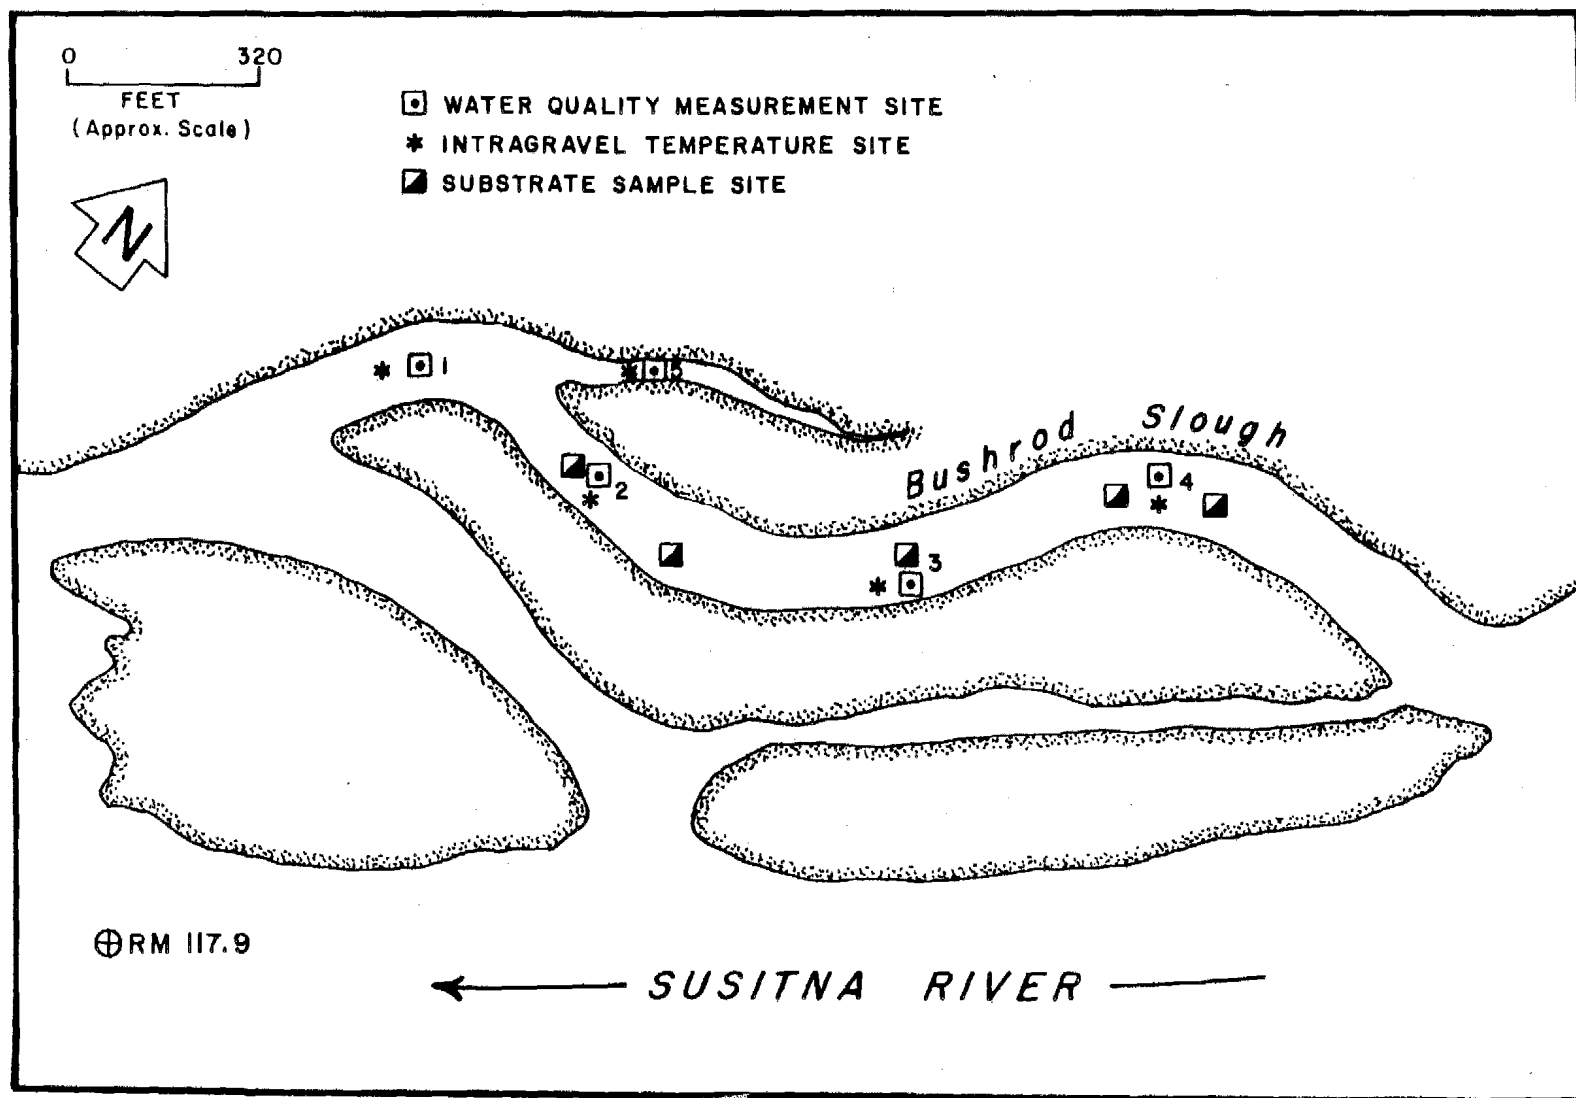 0 320
FEET
(Approx. Scale)
WATER QUALITY MEASUREMENT SITE
* INTRAGRAVEL TEMPERATURE SITE
SUBSTRATE SAMPLE SITE
N
1
5
2
3
4
Bushrod Slough
RM 117.9
SUSITNA RIVER